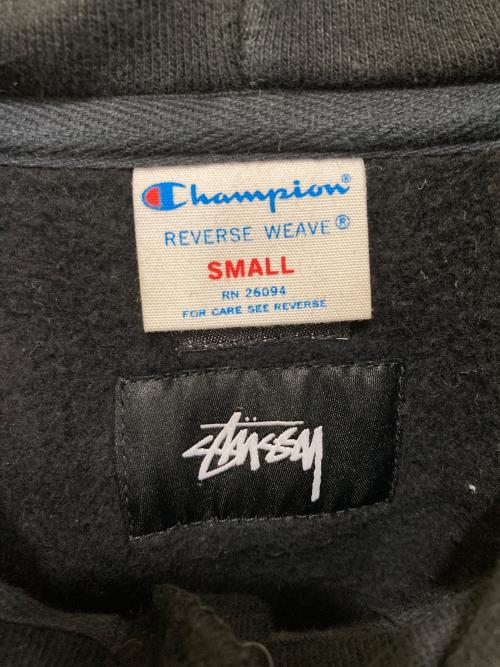 Champion®
REVERSE WEAVE®
SMALL
RN 26094
FOR CARE SEE REVERSE
STÜSSY